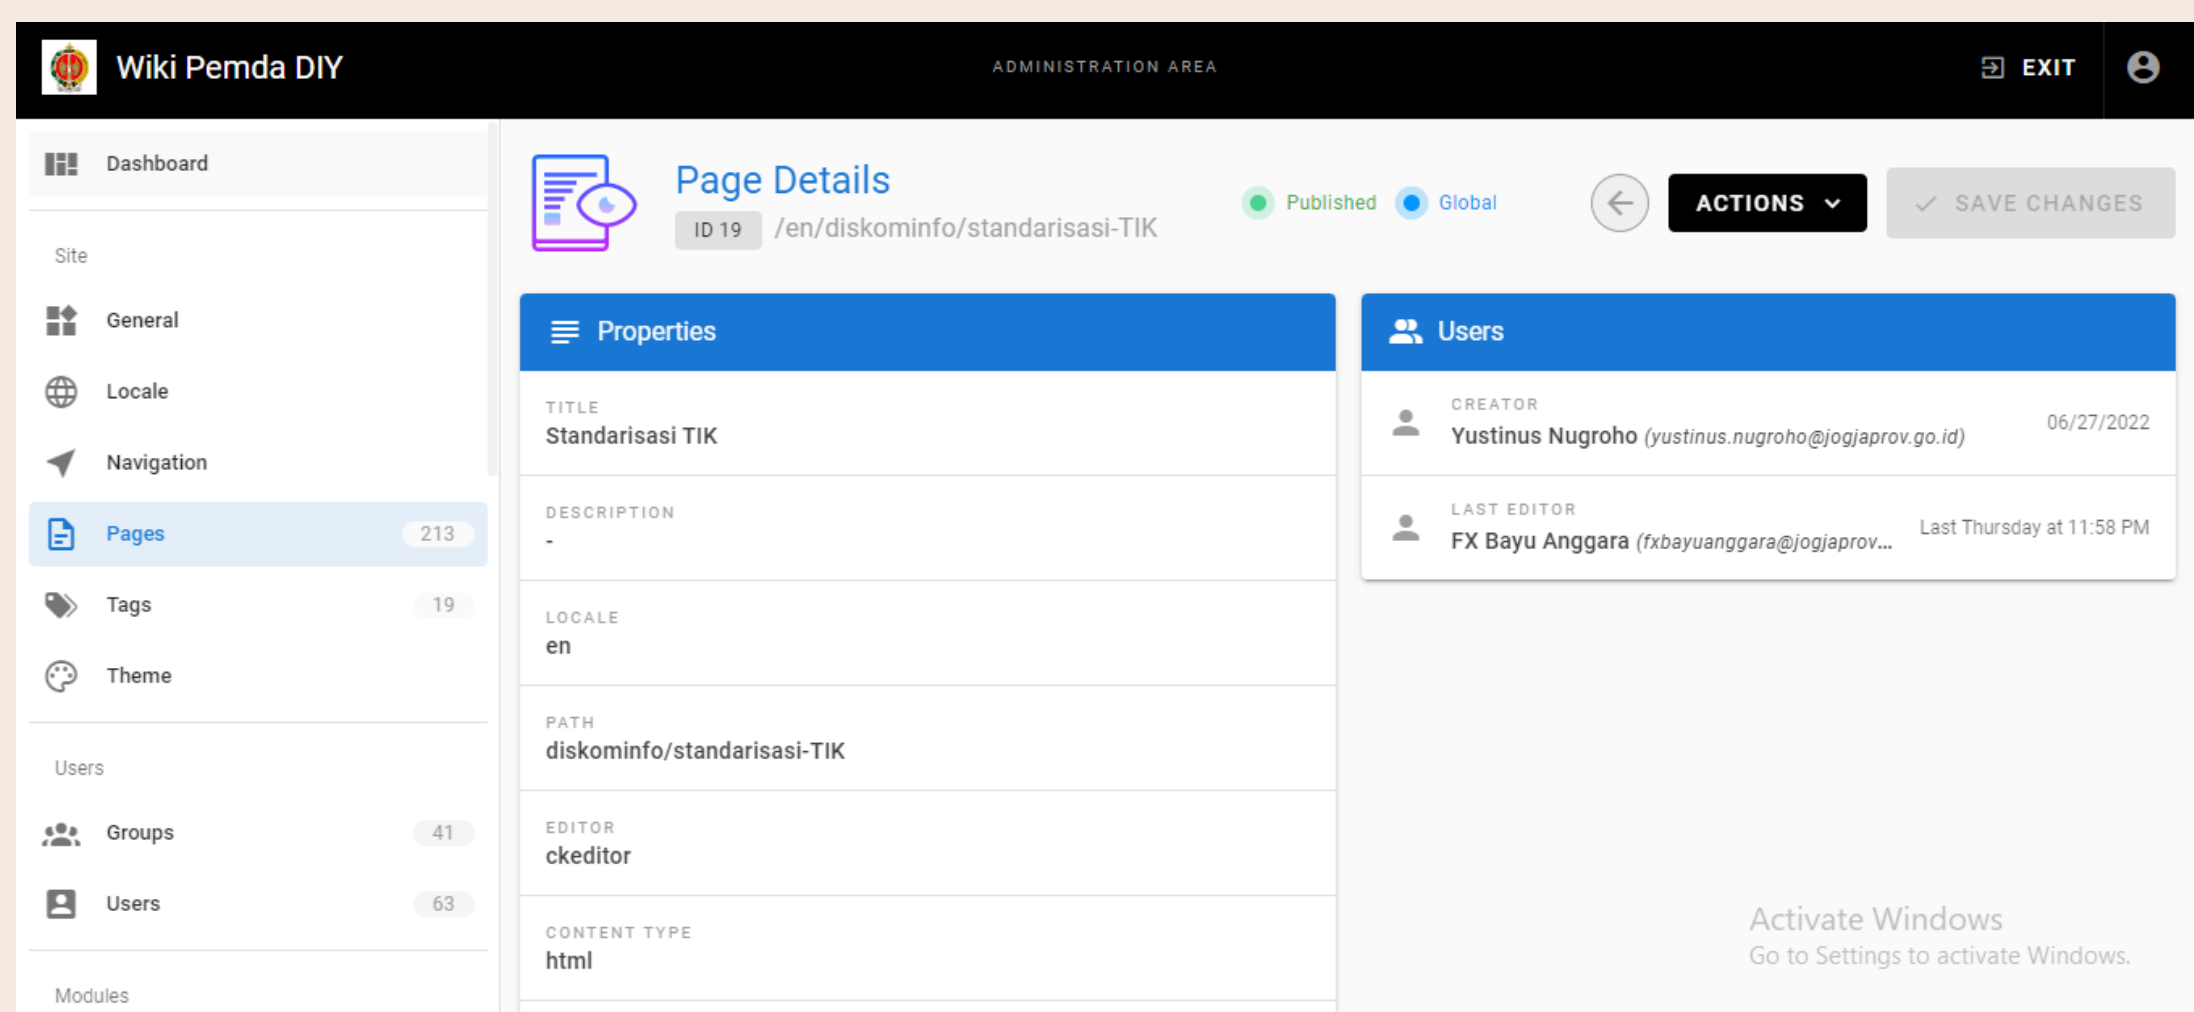 Wiki Pemda DIY
ADMINISTRATION AREA
EXIT
Dashboard
Site
General
Locale
Navigation
Pages 213
Tags 19
Theme
Users
Groups 41
Users 63
Modules
Page Details
ID 19 /en/diskominfo/standarisasi-TIK
Published
Global
ACTIONS
SAVE CHANGES
Properties
TITLE
Standarisasi TIK
DESCRIPTION
-
LOCALE
en
PATH
diskominfo/standarisasi-TIK
EDITOR
ckeditor
CONTENT TYPE
html
Users
CREATOR
Yustinus Nugroho (yustinus.nugroho@jogjaprov.go.id)
06/27/2022
LAST EDITOR
FX Bayu Anggara (fxbayuanggara@jogjaprov...
Last Thursday at 11:58 PM
Activate Windows
Go to Settings to activate Windows.